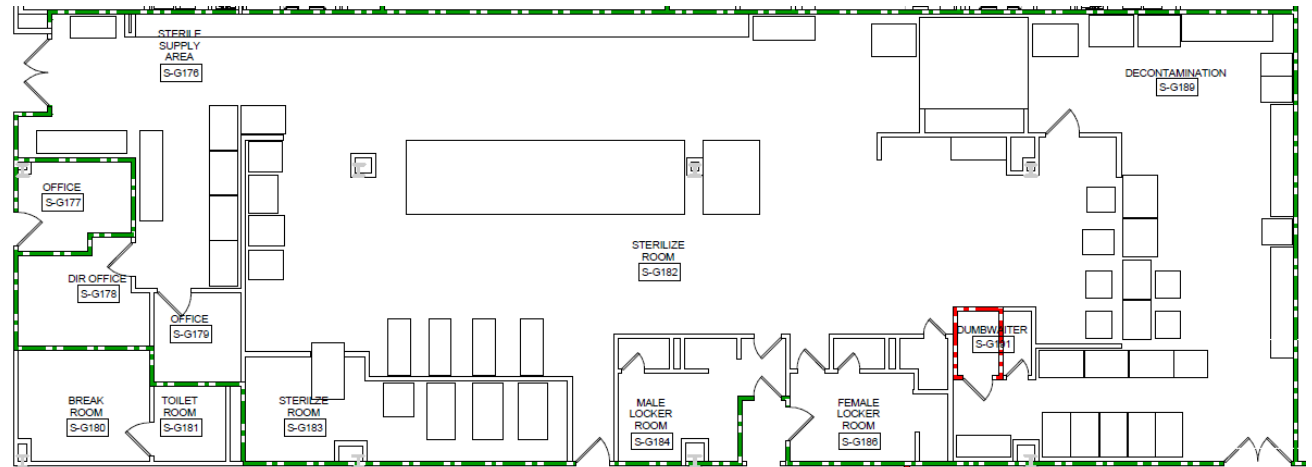 STERILE
SUPPLY
AREA
S-G176
DECONTAMINATION
S-G189
OFFICE
S-G177
STERILIZE
ROOM
S-G182
DIR OFFICE
S-G178
OFFICE
S-G179
DUMBWAITER
S-G191
BREAK
ROOM
S-G180
TOILET
ROOM
S-G181
STERILZE
ROOM
S-G183
MALE
LOCKER
ROOM
S-G184
FEMALE
LOCKER
ROOM
S-G186